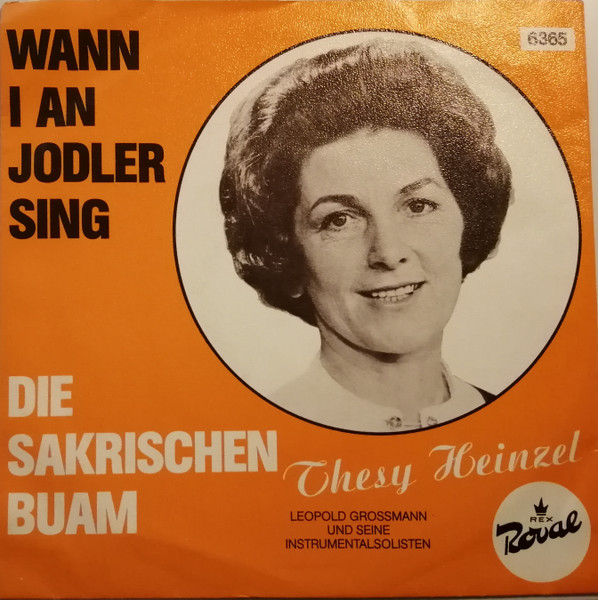 WANN
I AN
JODLER
SING
6365
DIE
SAKRISCHEN
BUAM
Thesy Heinzel
LEOPOLD GROSSMANN
UND SEINE
INSTRUMENTALSOLISTEN
REX
Royal